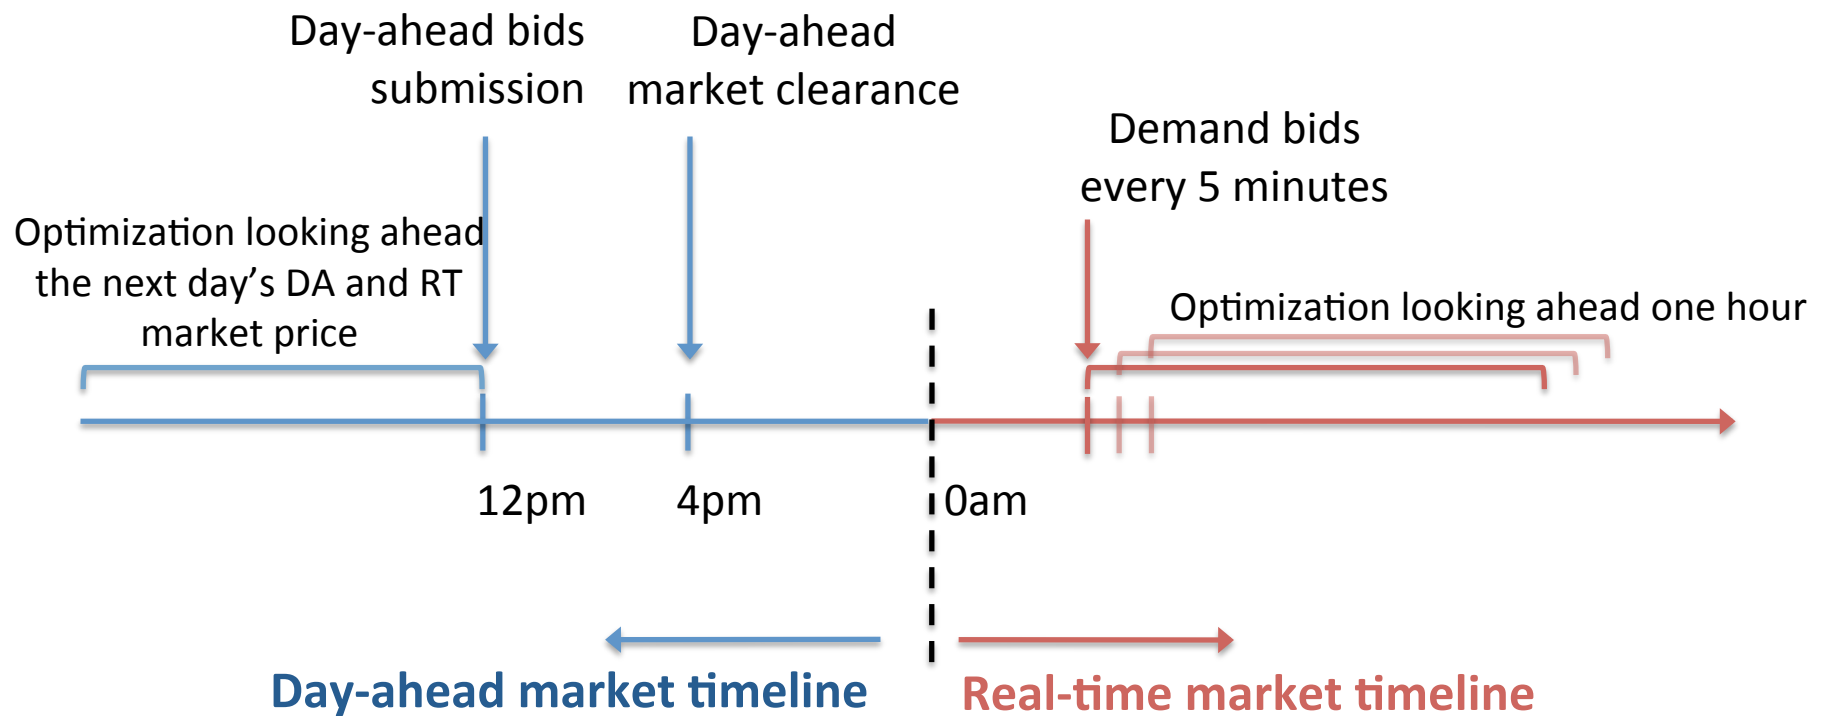 Day-ahead bids
submission
Day-ahead
market clearance
Demand bids
every 5 minutes
Optimization looking ahead
the next day’s DA and RT
market price
Optimization looking ahead one hour
12pm
4pm
0am
Day-ahead market timeline
Real-time market timeline